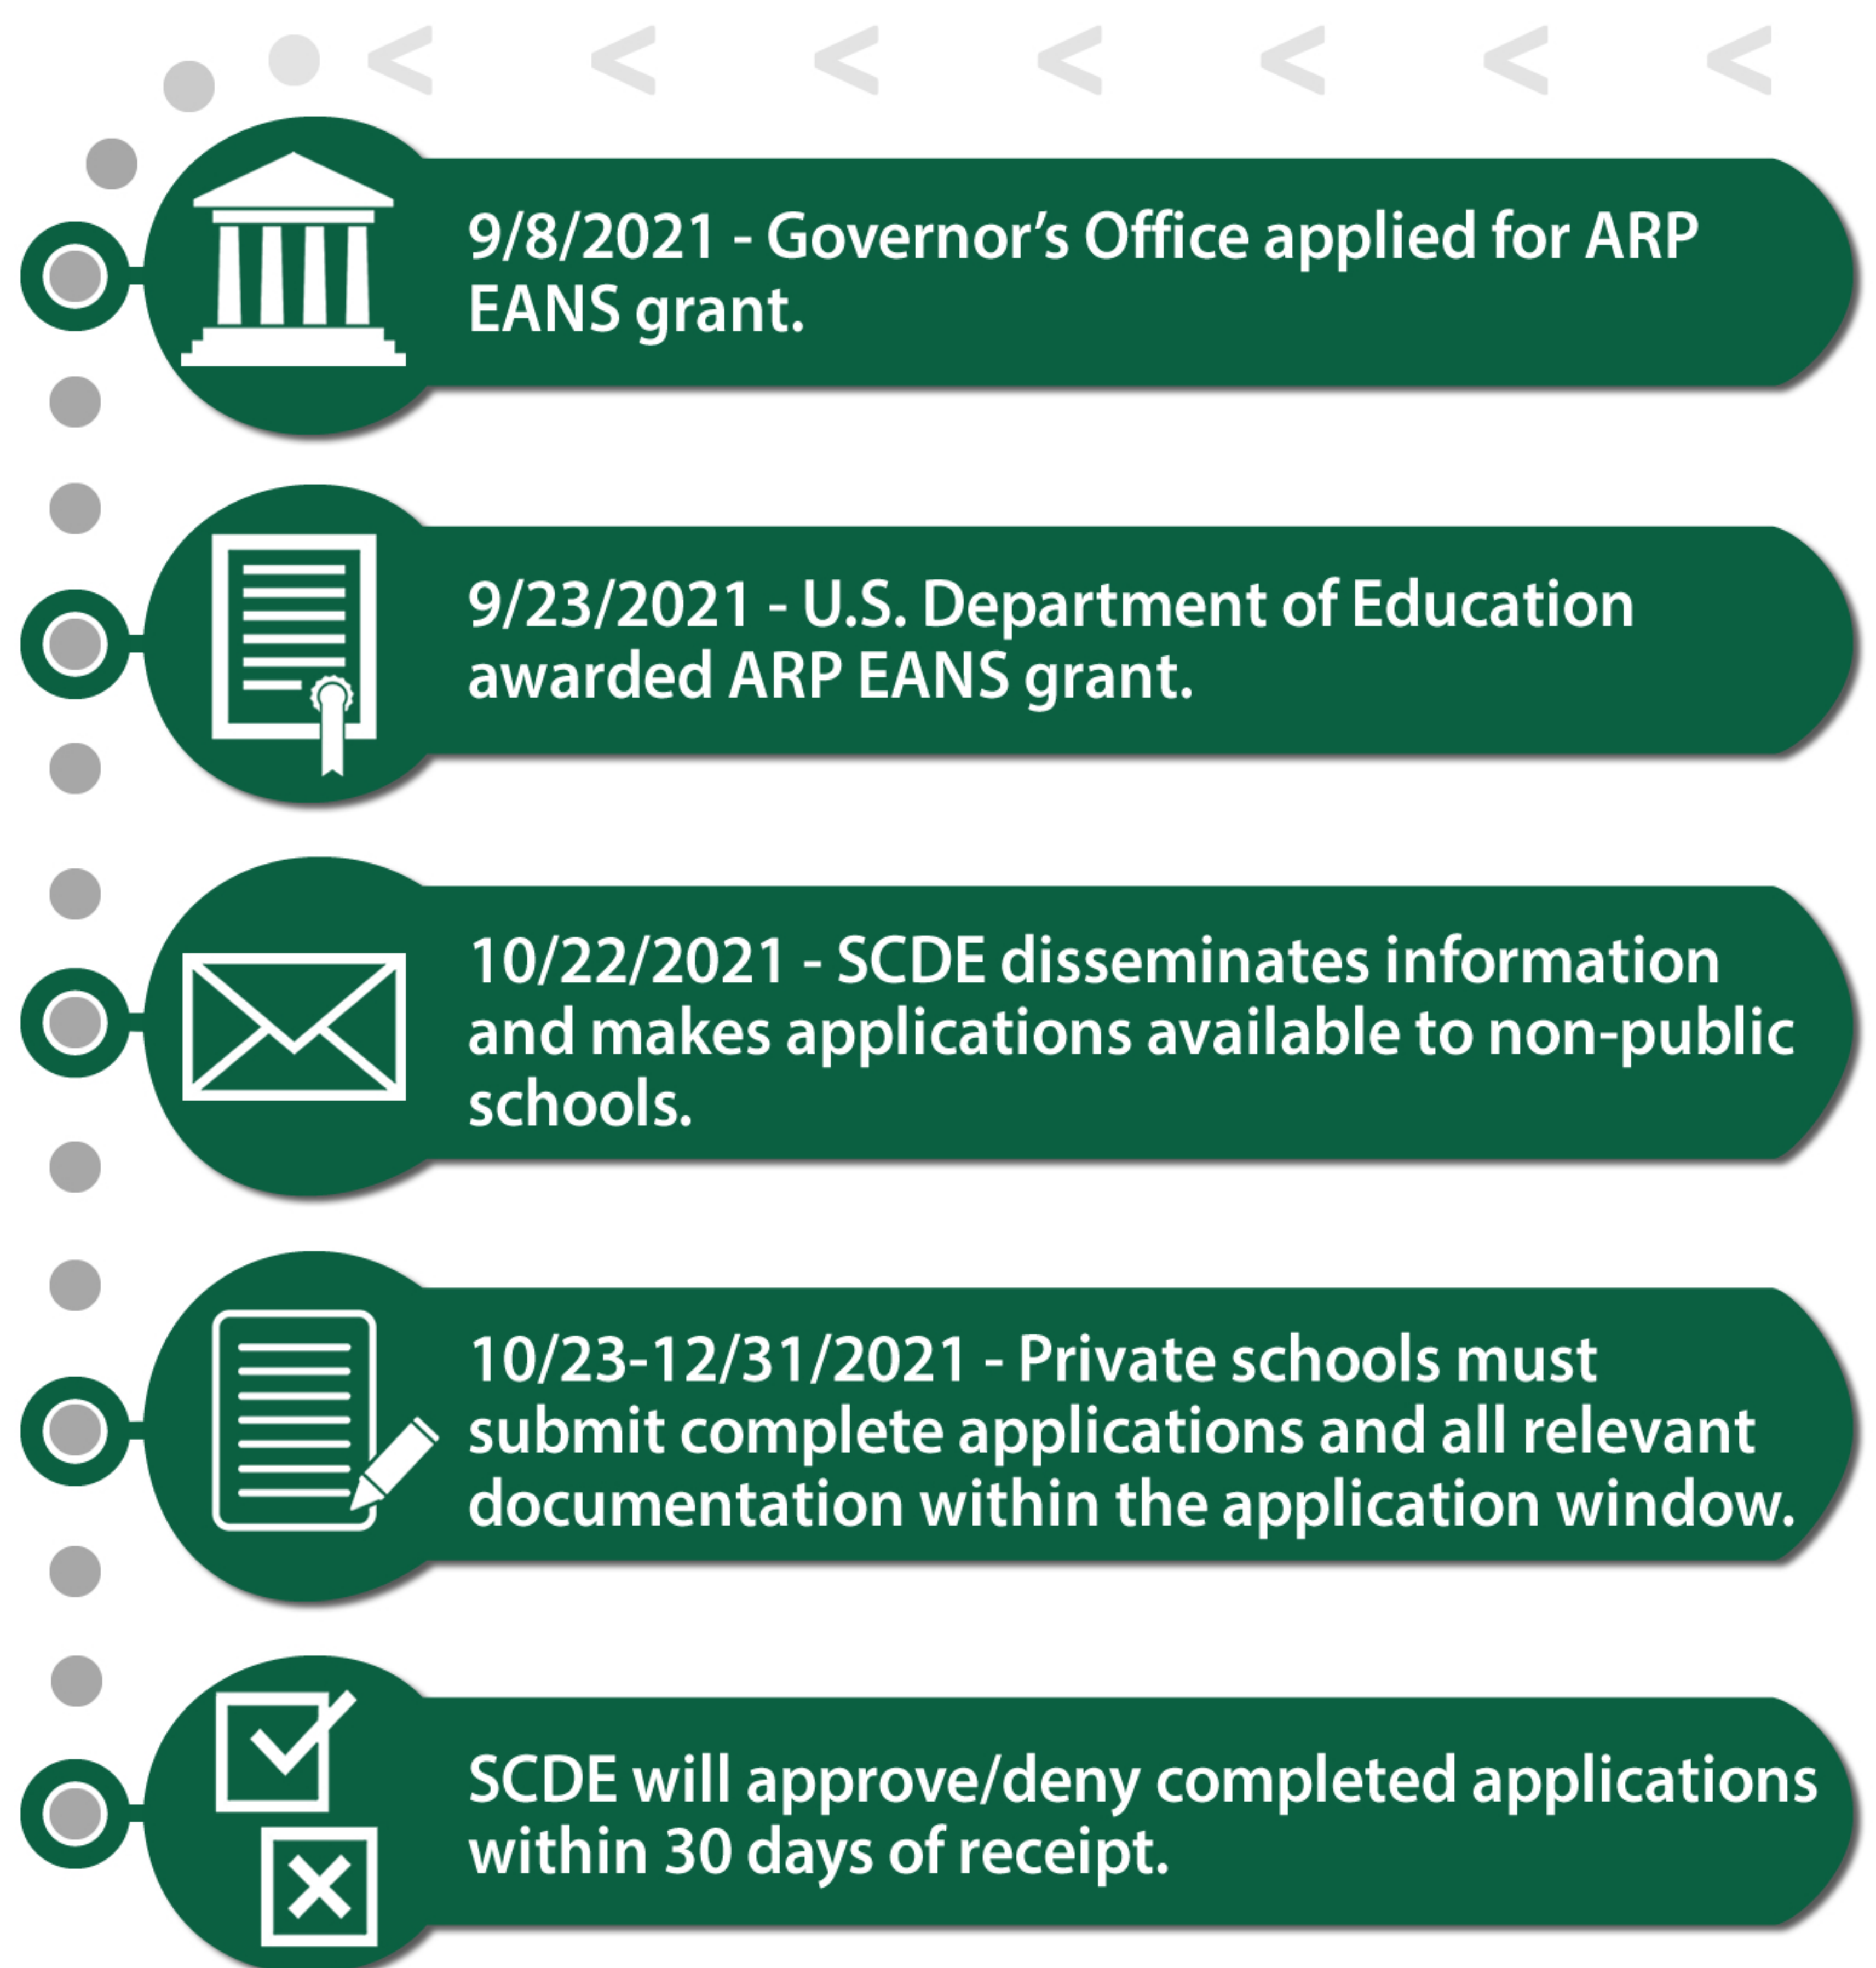 9/8/2021 - Governor's Office applied for ARP
EANS grant.
9/23/2021 - U.S. Department of Education
awarded ARP EANS grant.
10/22/2021 - SCDE disseminates information
and makes applications available to non-public
schools.
10/23-12/31/2021 - Private schools must
submit complete applications and all relevant
documentation within the application window.
SCDE will approve/deny completed applications
within 30 days of receipt.